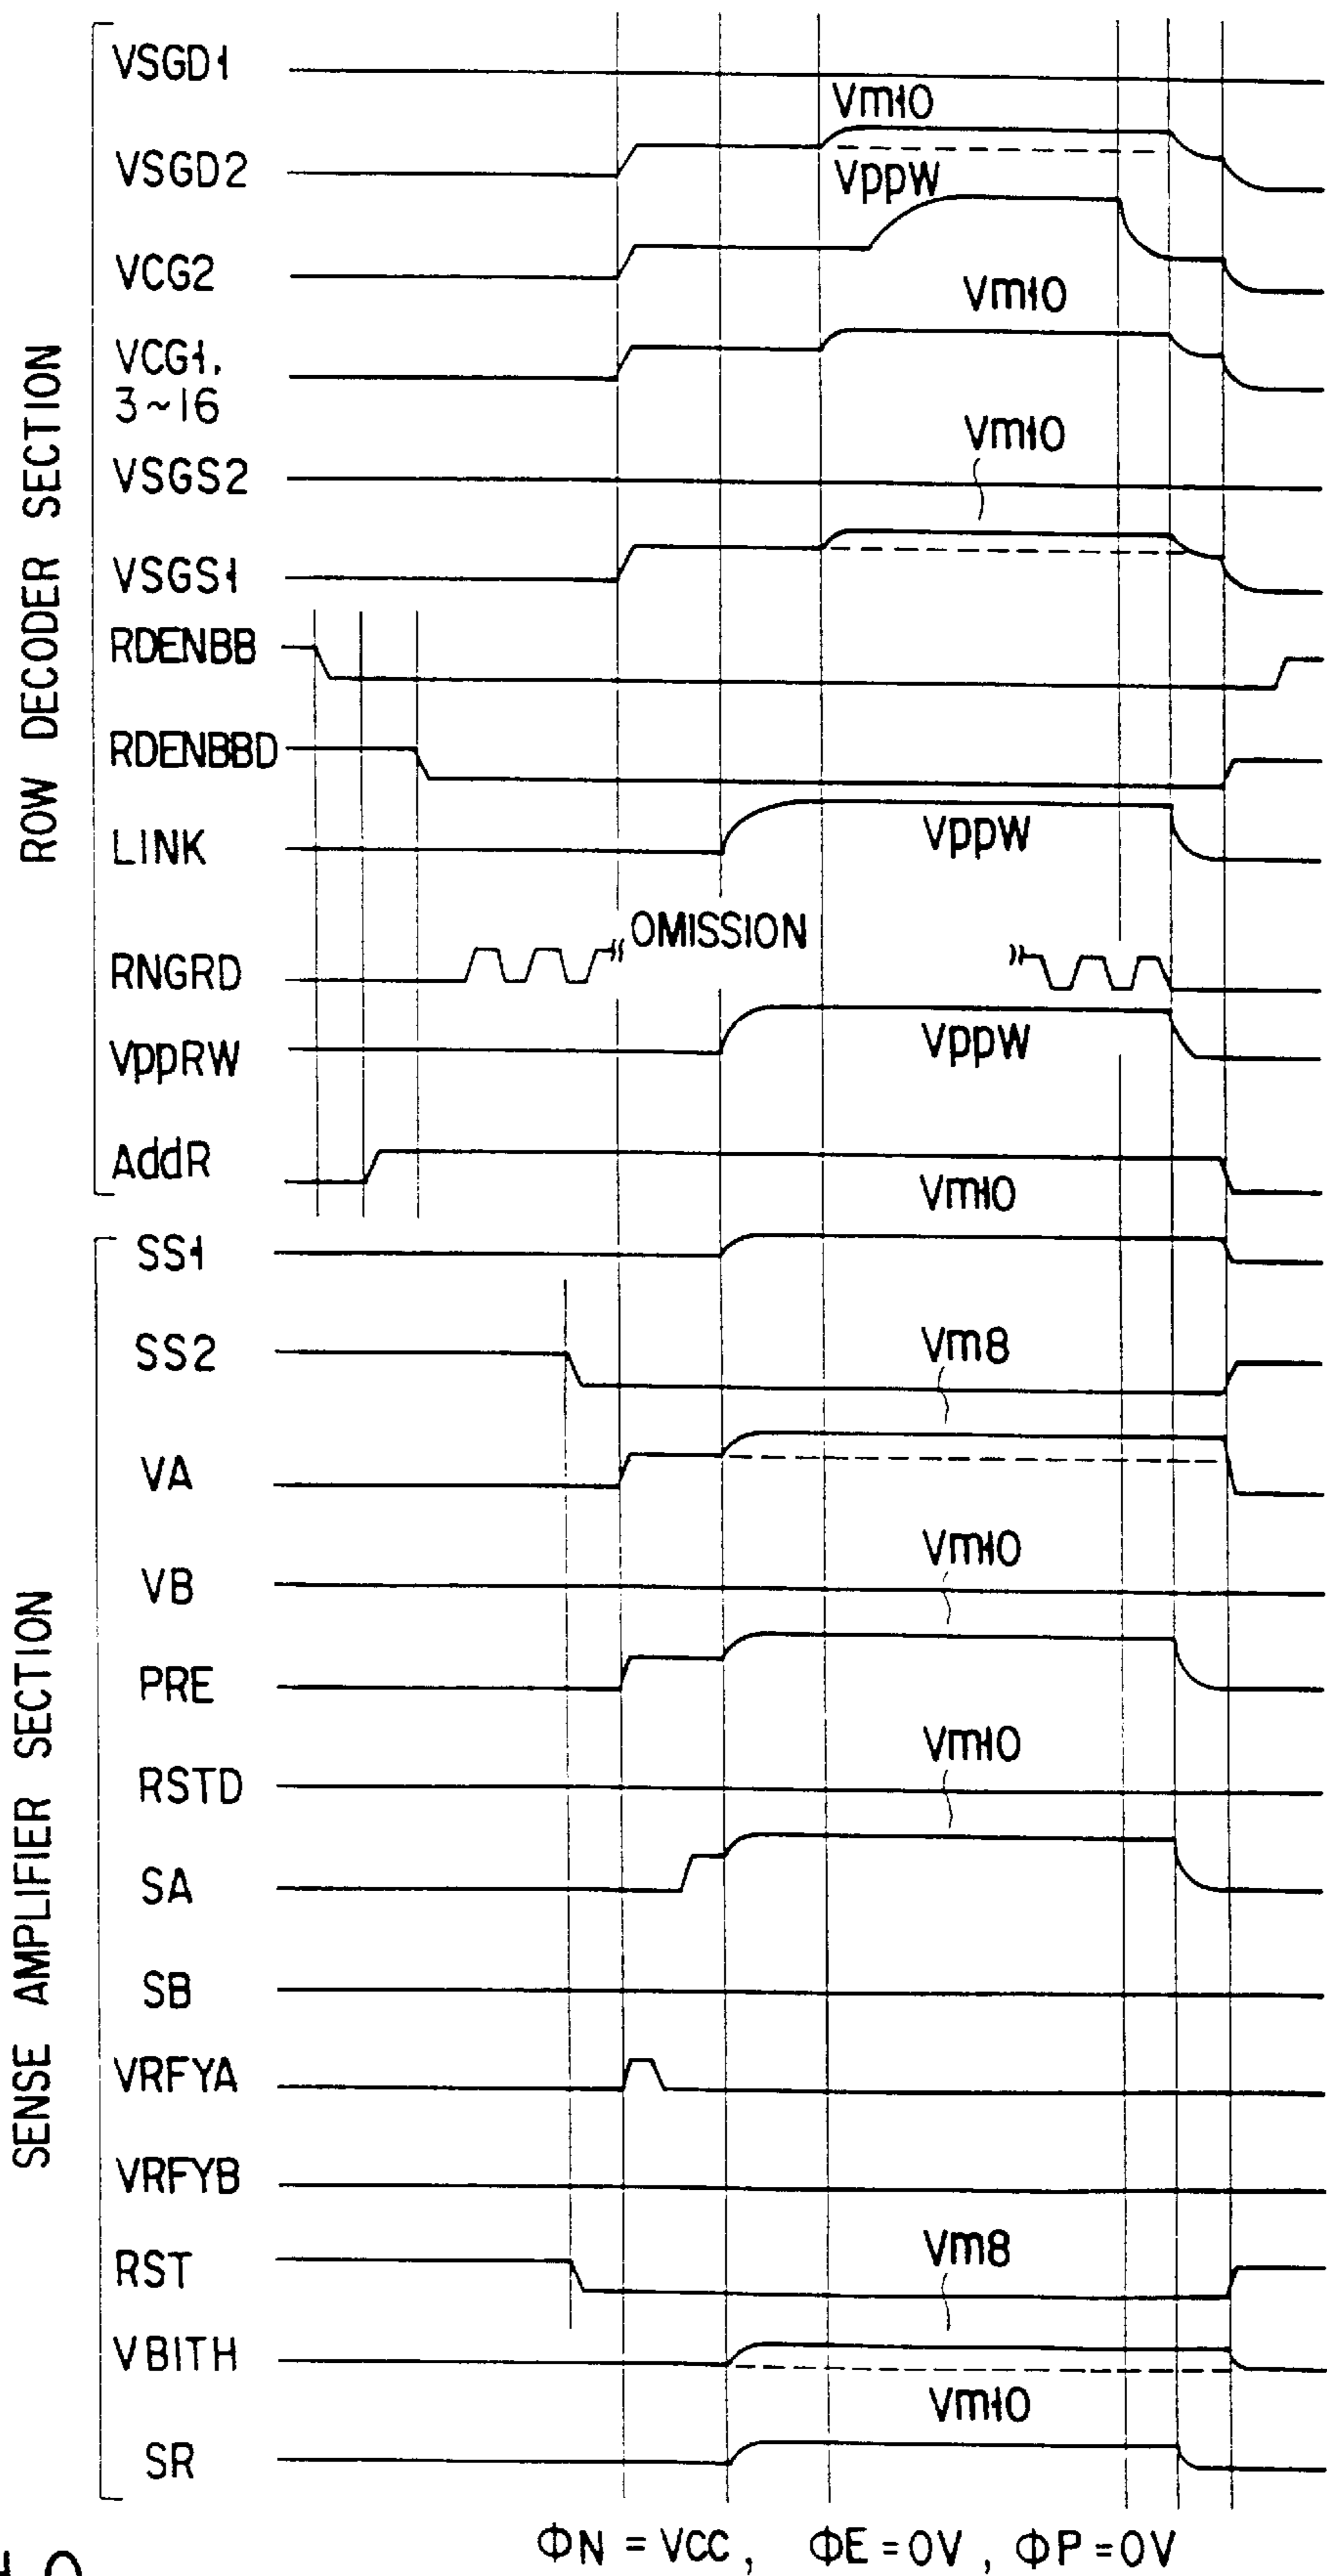 ROW DECODER SECTION
VSGD1
Vm10
VSGD2
VppW
VCG2
Vm10
VCG1,
3~16
Vm10
VSGS2
VSGS1
RDENBB
RDENBBD
LINK
VppW
OMISSION
RNGRD
VppRW
VppW
AddR
Vm10
SENSE AMPLIFIER SECTION
SS1
SS2
Vm8
VA
Vm10
VB
PRE
Vm10
RSTD
SA
SB
VRFYA
VRFYB
RST
Vm8
VBITH
Vm10
SR
ΦN = VCC, ΦE = 0V, ΦP = 0V